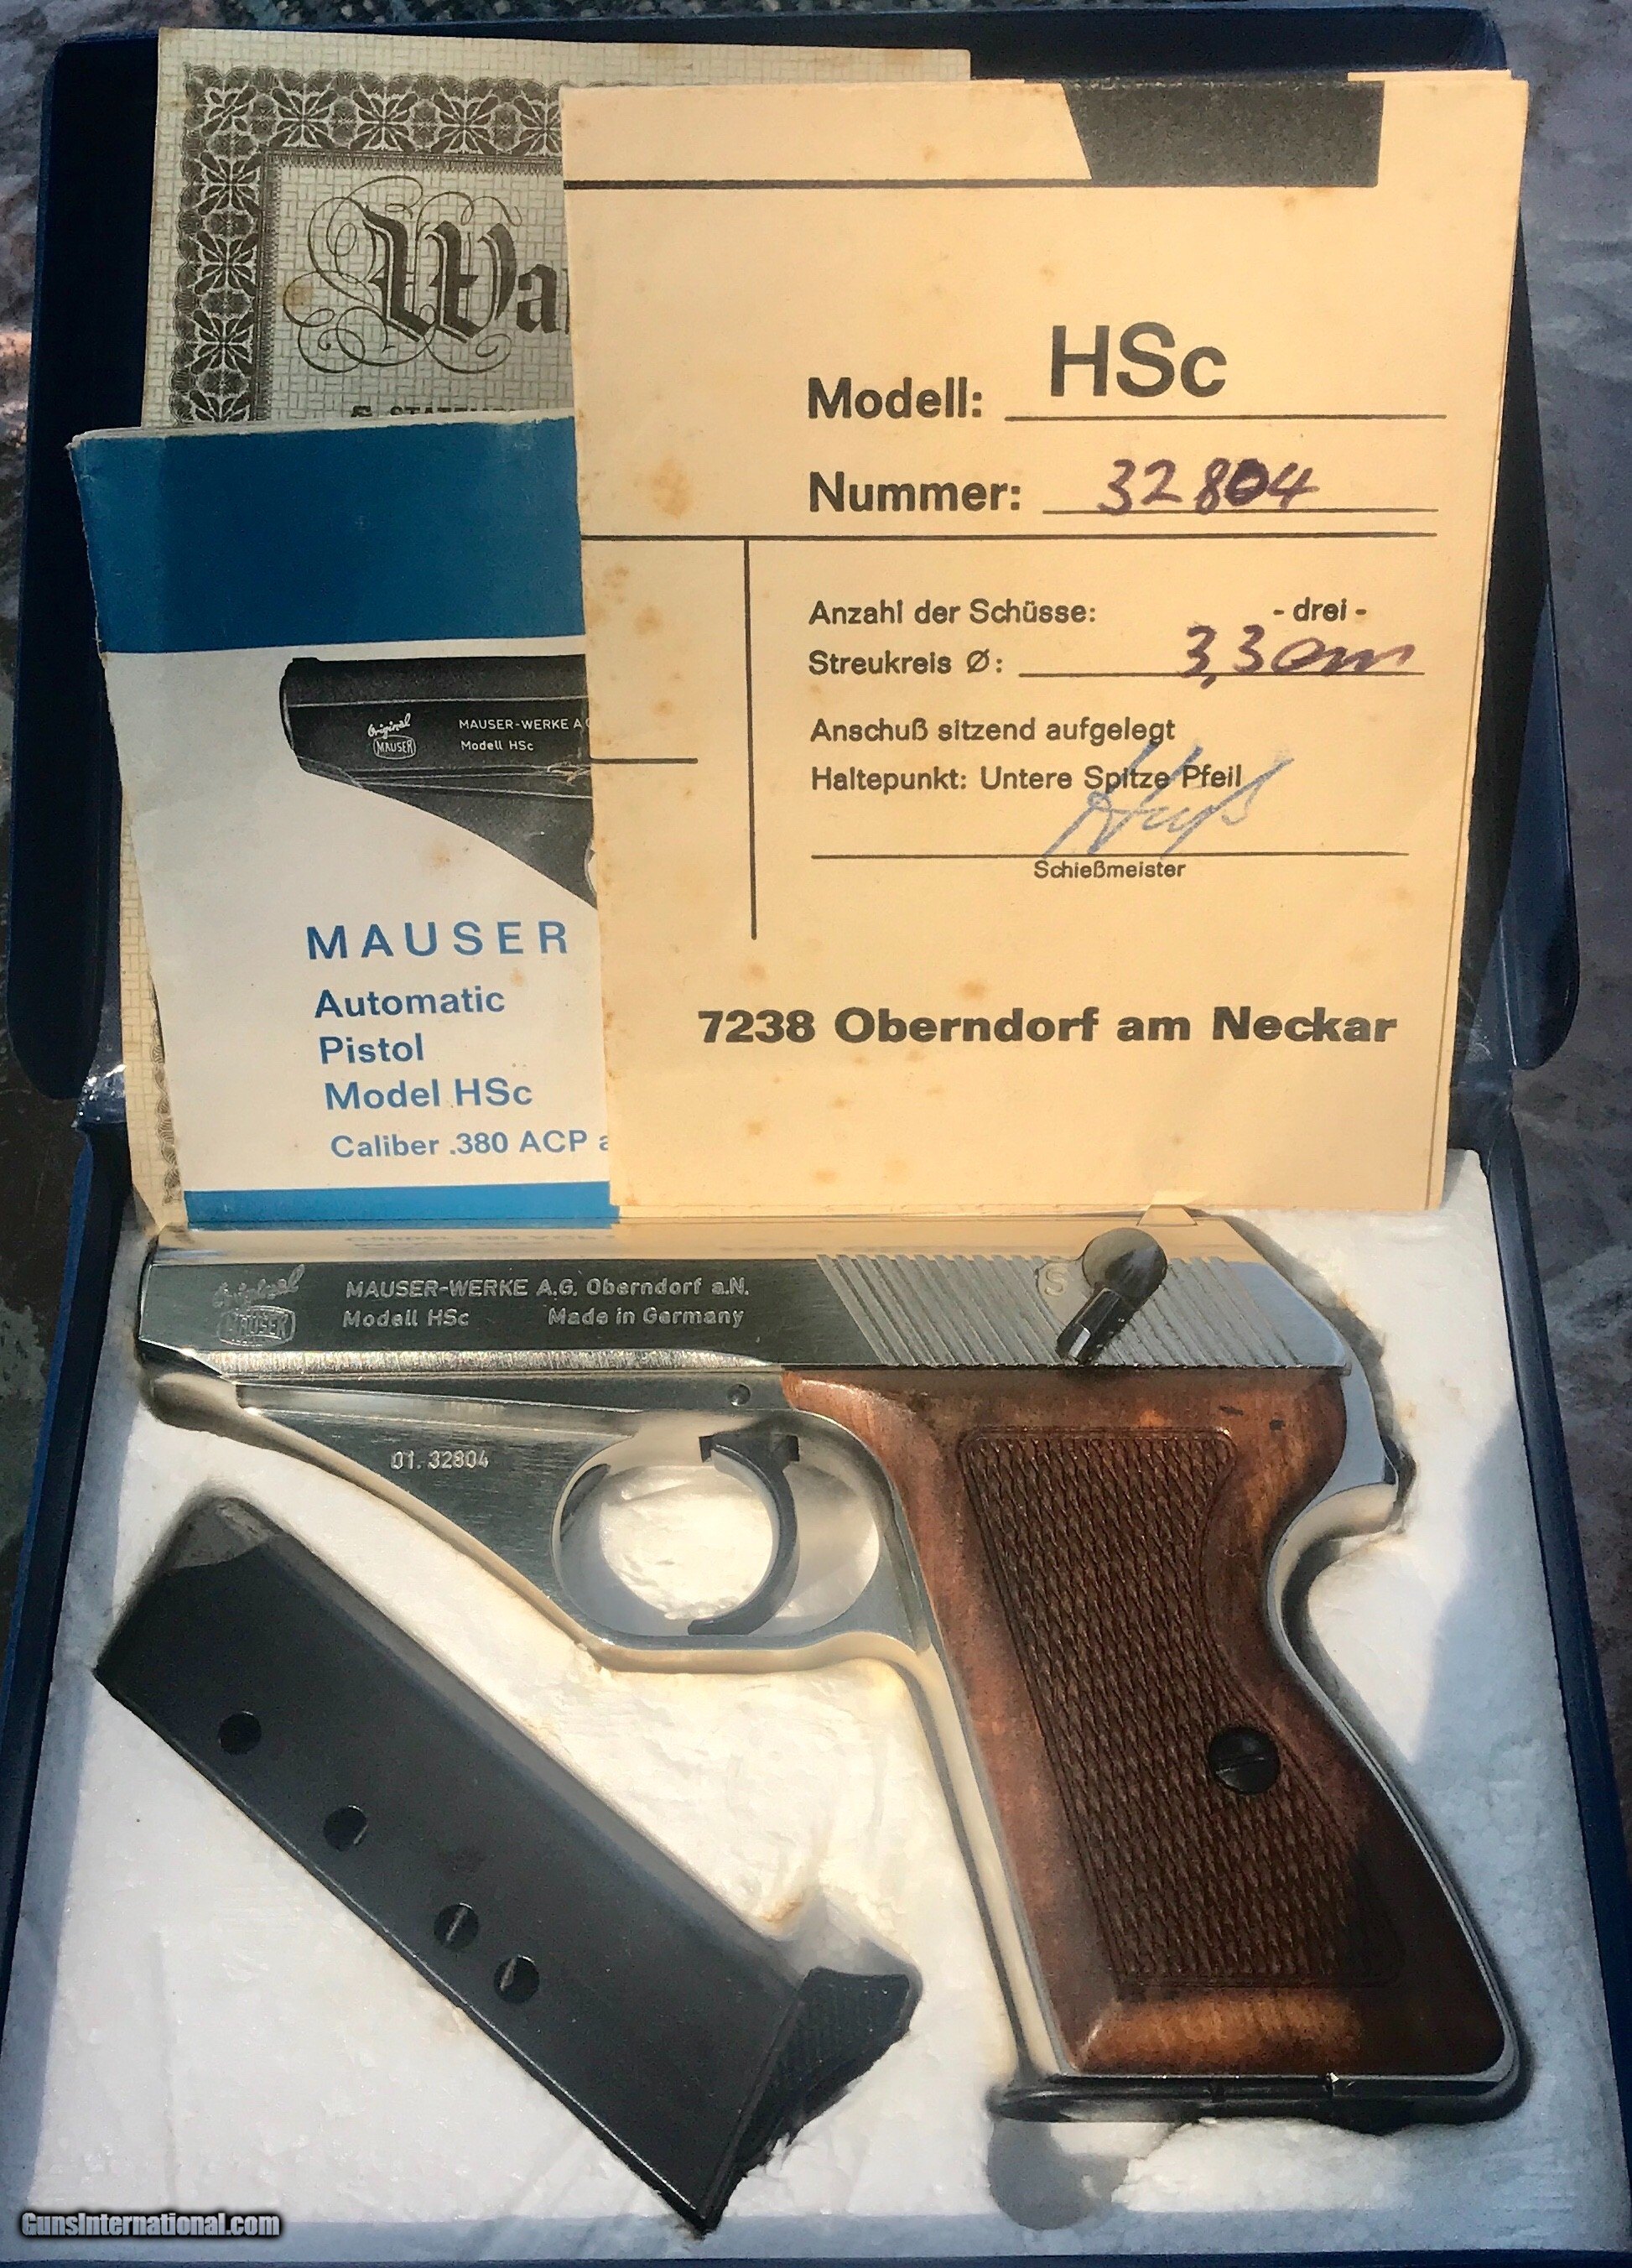 Modell: HSc
Nummer: 32804
Anzahl der Schüsse: - drei -
Streukreis Ø: 3,3 cm
Anschuß sitzend aufgelegt
Haltepunkt: Untere Spitze Pfeil
Schießmeister
7238 Oberndorf am Neckar
Original
MAUSER
MAUSER-WERKE A
Modell HSc
MAUSER
Automatic
Pistol
Model HSc
Caliber .380 ACP
Original
MAUSER
MAUSER-WERKE A.G. Oberndorf a.N.
Modell HSc Made in Germany
S
01.32804
GunsInternational.com